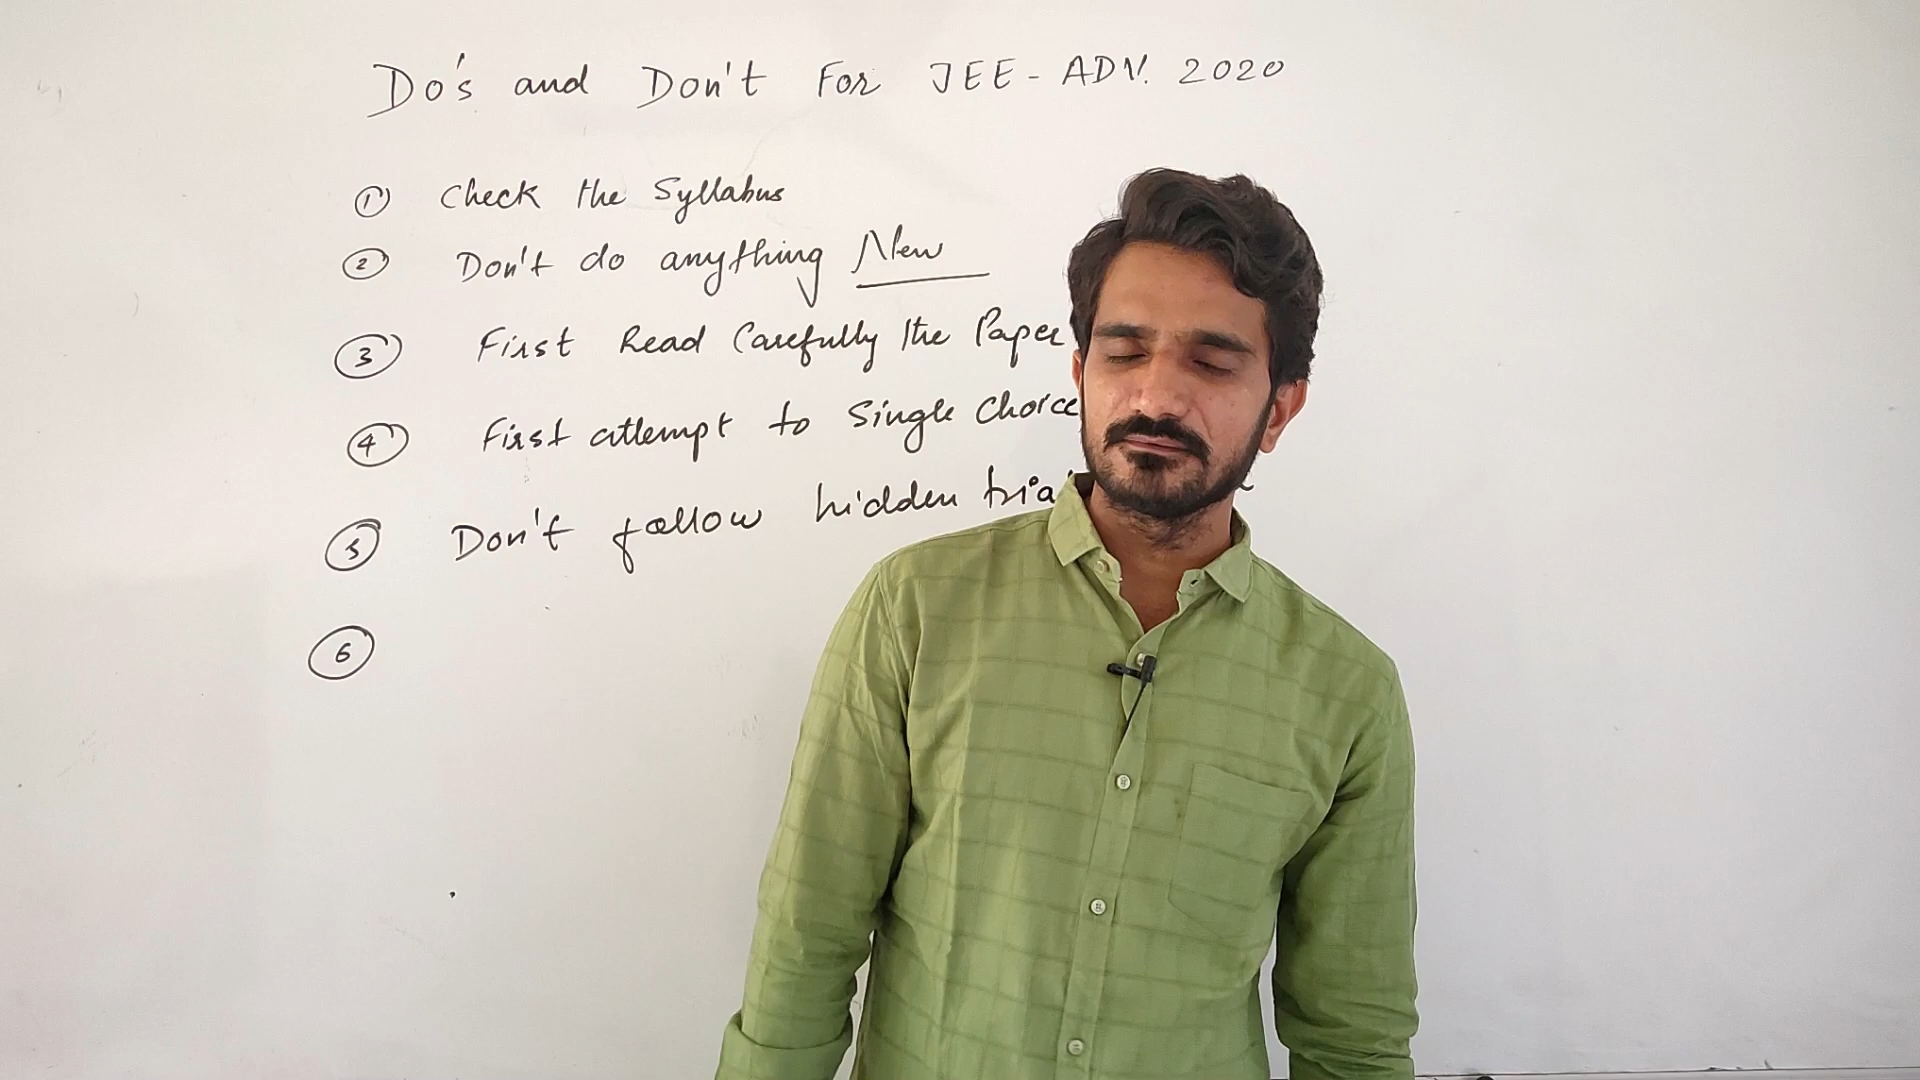 Do's and Don't For JEE - ADV. 2020
① Check the Syllabus
② Don't do anything New
③ First Read Carefully the Paper
④ First attempt to Single Choice
⑤ Don't follow hidden
⑥